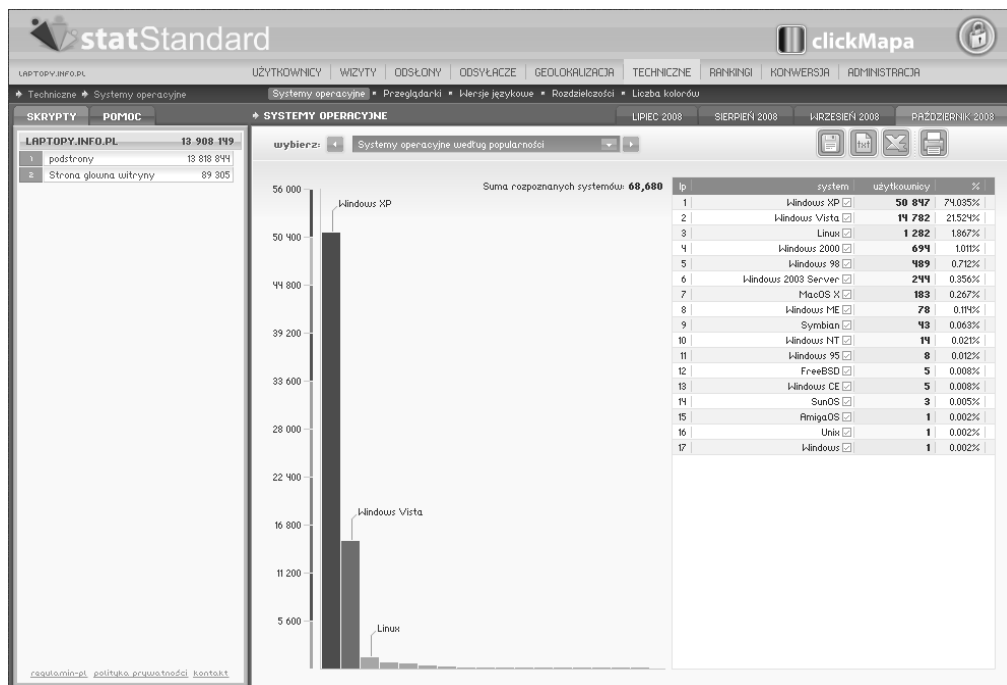 statStandard
clickMapa
LAPTOPY.INFO.PL
UŻYTKOWNICY WIZYTY ODSŁONY ODSYŁACZE GEOLOKALIZACJA TECHNICZNE RANKINGI KONWERSJA ADMINISTRACJA
Techniczne Systemy operacyjne
Systemy operacyjne Przeglądarki Wersje językowe Rozdzielczości Liczba kolorów
SKRYPTY POMOC
SYSTEMY OPERACYJNE
LIPIEC 2008 SIERPIEŃ 2008 WRZESIEŃ 2008 PAŹDZIERNIK 2008
LAPTOPY.INFO.PL 13 908 149
1 podstrony 13 818 844
2 Strona glowna witryny 89 305
wybierz: Systemy operacyjne według popularności
txt
Suma rozpoznanych systemów: 68,680
56 000
50 400
44 800
39 200
33 600
28 000
22 400
16 800
11 200
5 600
Windows XP
Windows Vista
Linux
lp system użytkownicy %
1 Windows XP 50 847 74.035%
2 Windows Vista 14 782 21.524%
3 Linux 1 282 1.867%
4 Windows 2000 694 1.011%
5 Windows 98 489 0.712%
6 Windows 2003 Server 244 0.356%
7 MacOS X 183 0.267%
8 Windows ME 78 0.114%
9 Symbian 43 0.063%
10 Windows NT 14 0.021%
11 Windows 95 8 0.012%
12 FreeBSD 5 0.008%
13 Windows CE 5 0.008%
14 SunOS 3 0.005%
15 AmigaOS 1 0.002%
16 Unix 1 0.002%
17 Windows 1 0.002%
regulamin-pl polityka prywatności kontakt